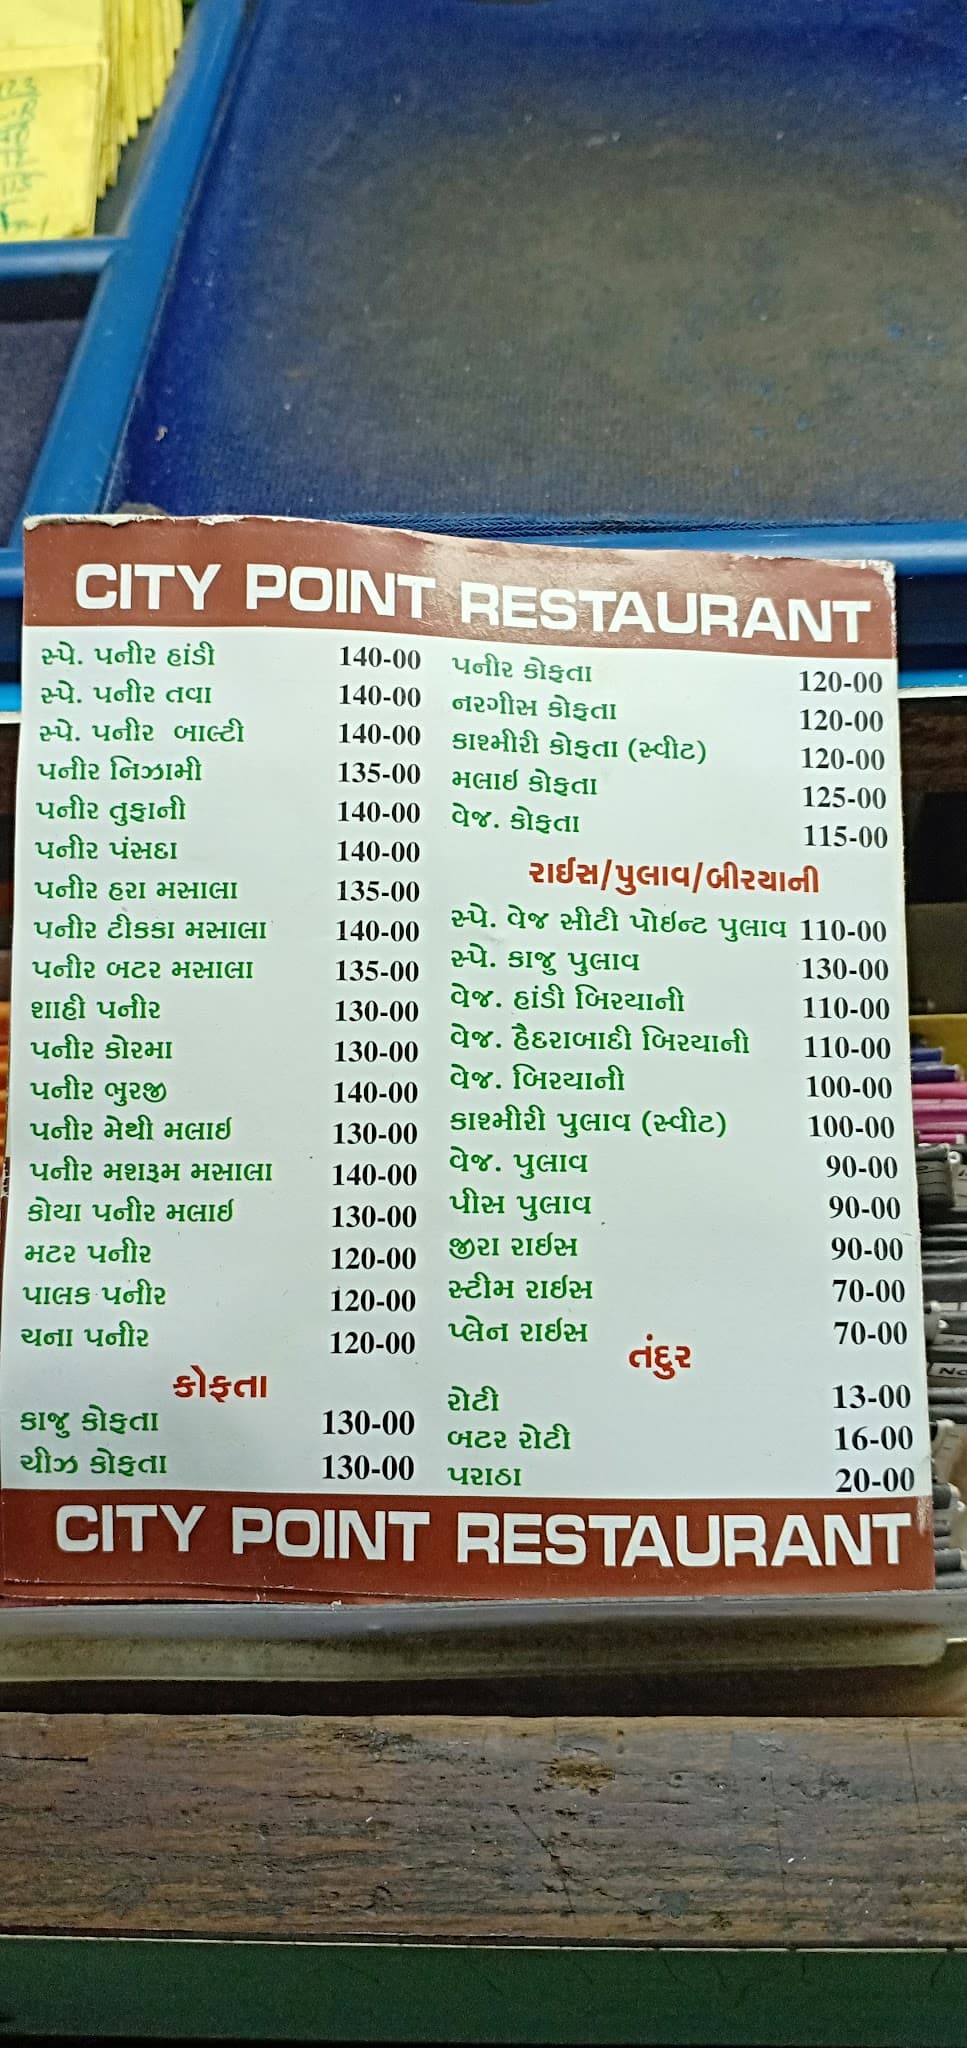 CITY POINT RESTAURANT
સ્પે. પનીર હાંડી 140-00
સ્પે. પનીર તવા 140-00
સ્પે. પનીર બાલ્ટી 140-00
પનીર નિઝામી 135-00
પનીર તુફાની 140-00
પનીર પંસઠા 140-00
પનીર હરા મસાલા 135-00
પનીર ટીકકા મસાલા 140-00
પનીર બટર મસાલા 135-00
શાહી પનીર 130-00
પનીર કોરમા 130-00
પનીર ભુરજી 140-00
પનીર મેથી મલાઇ 130-00
પનીર મશરૂમ મસાલા 140-00
કોયા પનીર મલાઇ 130-00
મટર પનીર 120-00
પાલક પનીર 120-00
ચના પનીર 120-00
કોફતા
કાજુ કોફતા 130-00
ચીઝ કોફતા 130-00
પનીર કોફતા 120-00
નરગીસ કોફતા 120-00
કાશ્મીરી કોફતા (સ્વીટ) 120-00
મલાઇ કોફતા 125-00
વેજ. કોફતા 115-00
રાઈસ/પુલાવ/બીરયાની
સ્પે. વેજ સીટી પોઇન્ટ પુલાવ 110-00
સ્પે. કાજુ પુલાવ 130-00
વેજ. હાંડી બિરયાની 110-00
વેજ. હૈદરાબાદી બિરયાની 110-00
વેજ. બિરયાની 100-00
કાશ્મીરી પુલાવ (સ્વીટ) 100-00
વેજ. પુલાવ 90-00
પીસ પુલાવ 90-00
જીરા રાઇસ 90-00
સ્ટીમ રાઇસ 70-00
પ્લેન રાઇસ 70-00
તંદુર
રોટી 13-00
બટર રોટી 16-00
પરાઠા 20-00
CITY POINT RESTAURANT